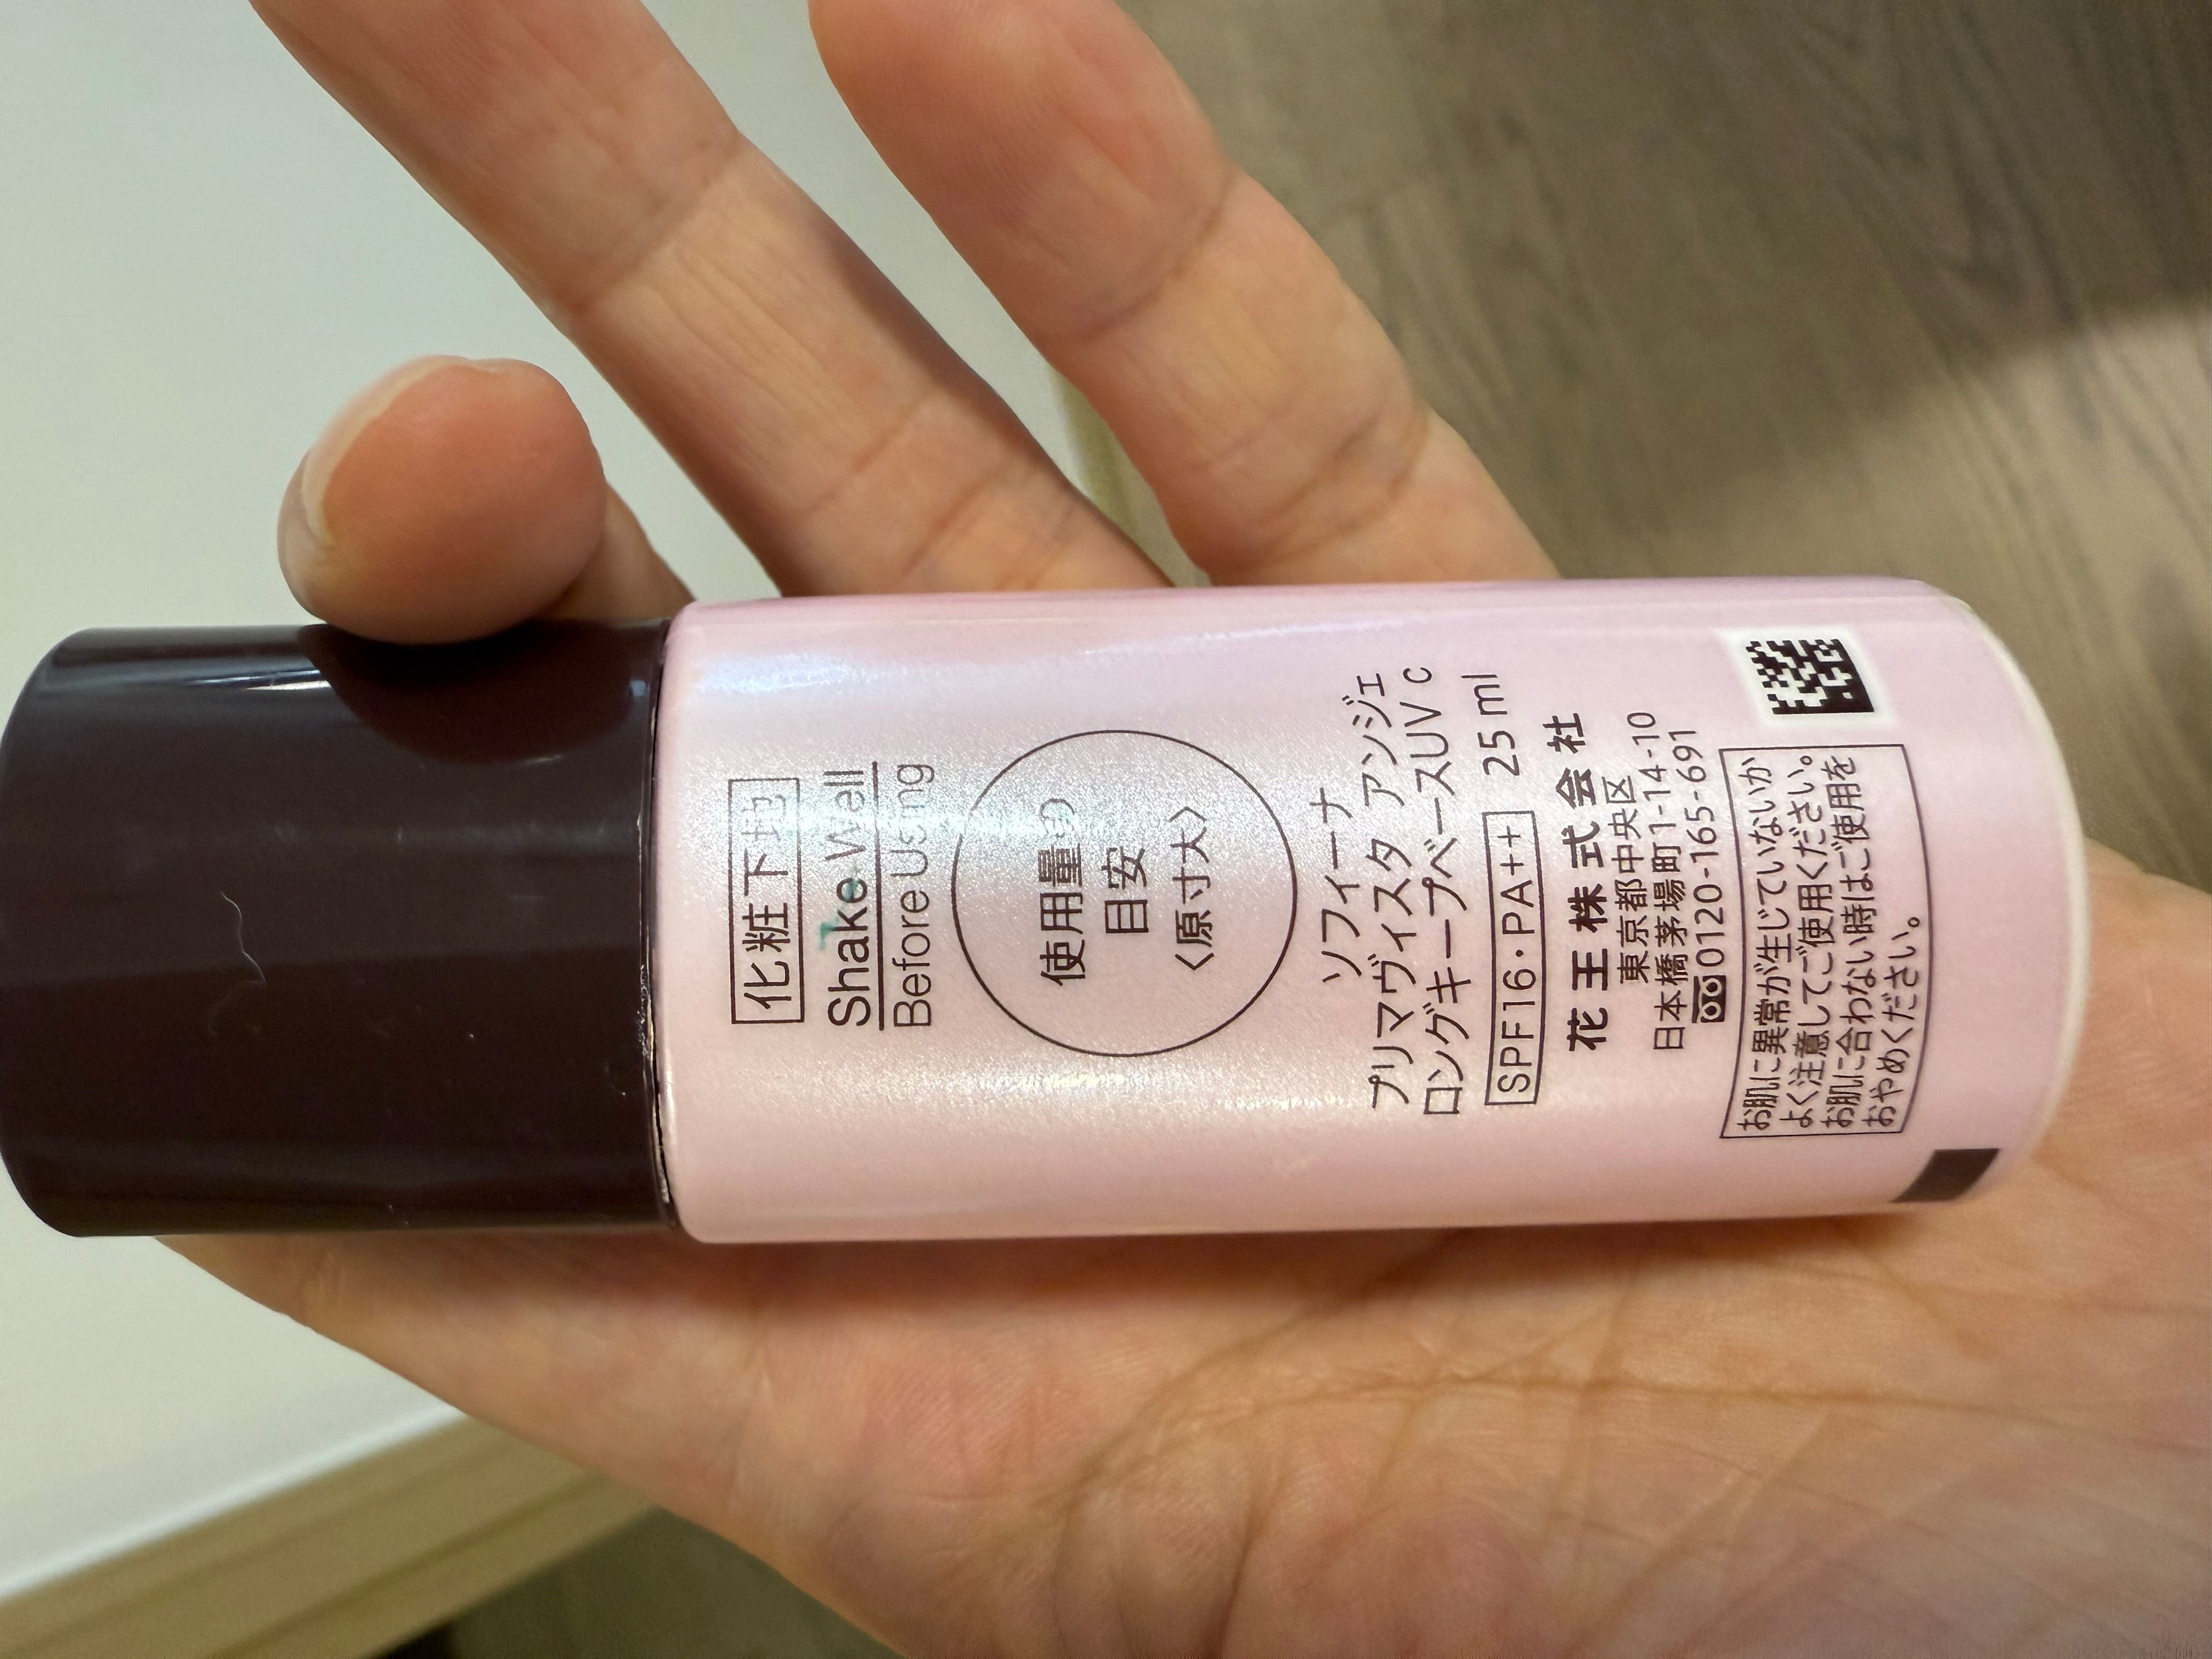 化粧下地
Shake Well
Before Using
使用量の
目安
〈原寸大〉
ソフィーナ
プリマヴィスタ アンジェ
ロングキープベースUV c
SPF16・PA++ 25ml
花王株式会社
東京都中央区
日本橋茅場町1-14-10
0120-165-691
お肌に異常が生じていないか
よく注意してご使用ください。
お肌に合わない時はご使用を
おやめください。